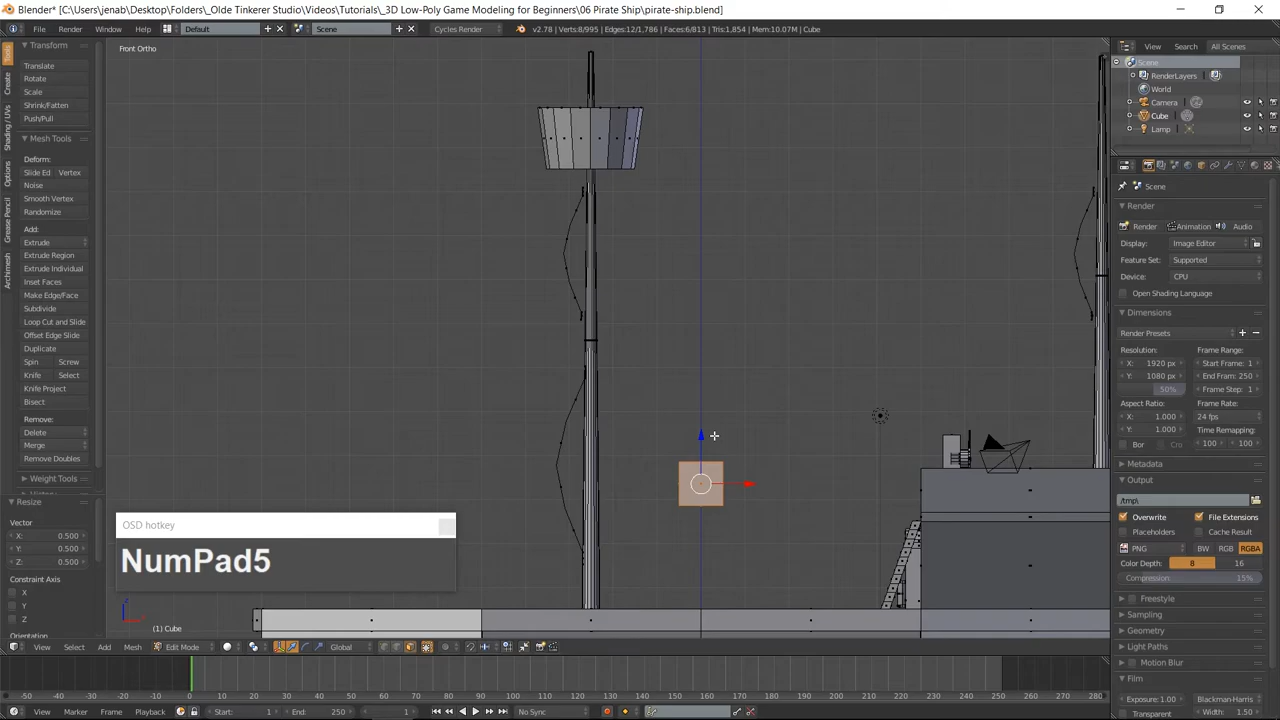 Blender* [C:\Users\jenab\Desktop\Folders\_Olde Tinkerer Studio\Videos\Tutorials\_3D Low-Poly Game Modeling for Beginners\06 Pirate Ship\pirate-ship.blend]
File Render Window Help Default Scene Cycles Render v2.78 | Verts:8/995 | Edges:12/1,786 | Faces:6/813 | Tris:1,854 | Mem:10.07M | Cube View Search All Scenes
Transform
Front Ortho
Translate
Rotate
Scale
Shrink/Fatten
Push/Pull
Mesh Tools
Deform:
Slide Ed Vertex
Noise
Smooth Vertex
Randomize
Add:
Extrude
Extrude Region
Extrude Individual
Inset Faces
Make Edge/Face
Subdivide
Loop Cut and Slide
Offset Edge Slide
Duplicate
Spin Screw
Knife Select
Knife Project
Bisect
Remove:
Delete
Merge
Remove Doubles
Weight Tools
History
Resize
Vector
X: 0.500
Y: 0.500
Z: 0.500
Constraint Axis
X
Y
Z
Orientation
Tools
Create
Shading / UVs
Options
Grease Pencil
Archimesh
OSD hotkey
NumPad5
(1) Cube
Scene
RenderLayers
World
Camera
Cube
Lamp
Scene
Render
Render Animation Audio
Display: Image Editor
Feature Set: Supported
Device: CPU
Open Shading Language
Dimensions
Render Presets
Resolution: Frame Range:
X: 1920 px Start Frame: 1
Y: 1080 px End Fram: 250
50% Frame Step: 1
Aspect Ratio: Frame Rate:
X: 1.000 24 fps
Y: 1.000 Time Remapping:
Bor Cro 100 100
Metadata
Output
/tmp\
Overwrite File Extensions
Placeholders Cache Result
PNG BW RGB RGBA
Color Depth: 8 16
Compression: 15%
Freestyle
Sampling
Geometry
Light Paths
Motion Blur
Film
Exposure: 1.00 Blackman-Harris
Transparent Width: 1.50
View Select Add Mesh Edit Mode Global
-50 -40 -30 -20 -10 0 10 20 30 40 50 60 70 80 90 100 110 120 130 140 150 160 170 180 190 200 210 220 230 240 250 260 270 280
View Marker Frame Playback Start: 1 End: 250 1 No Sync